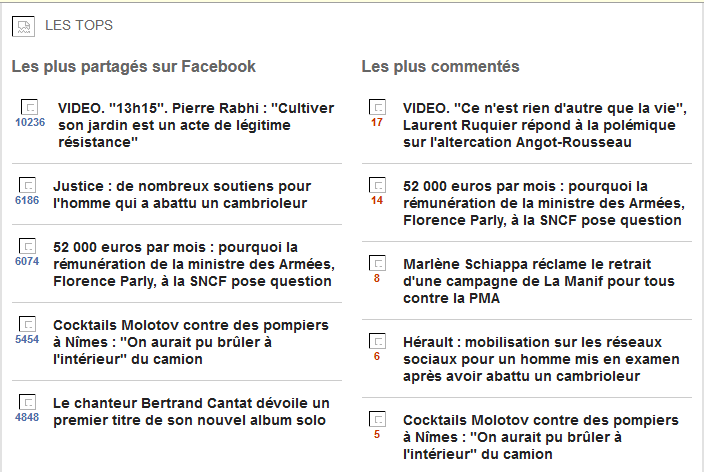 LES TOPS
Les plus partagés sur Facebook
10236
VIDEO. "13h15". Pierre Rabhi : "Cultiver
son jardin est un acte de légitime
résistance"
6186
Justice : de nombreux soutiens pour
l'homme qui a abattu un cambrioleur
6074
52 000 euros par mois : pourquoi la
rémunération de la ministre des Armées,
Florence Parly, à la SNCF pose question
5454
Cocktails Molotov contre des pompiers
à Nîmes : "On aurait pu brûler à
l'intérieur" du camion
4848
Le chanteur Bertrand Cantat dévoile un
premier titre de son nouvel album solo
Les plus commentés
17
VIDEO. "Ce n'est rien d'autre que la vie",
Laurent Ruquier répond à la polémique
sur l'altercation Angot-Rousseau
14
52 000 euros par mois : pourquoi la
rémunération de la ministre des Armées,
Florence Parly, à la SNCF pose question
8
Marlène Schiappa réclame le retrait
d'une campagne de La Manif pour tous
contre la PMA
6
Hérault : mobilisation sur les réseaux
sociaux pour un homme mis en examen
après avoir abattu un cambrioleur
5
Cocktails Molotov contre des pompiers
à Nîmes : "On aurait pu brûler à
l'intérieur" du camion